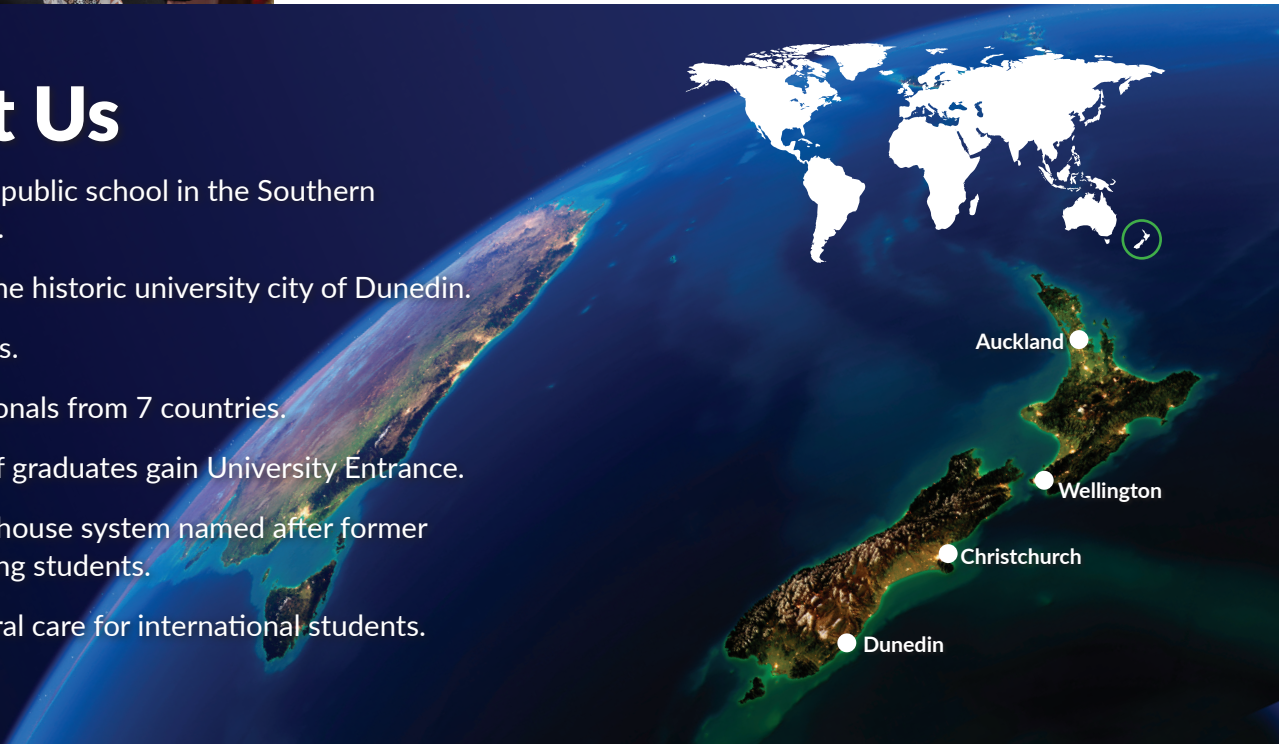 t Us
public school in the Southern
.
ne historic university city of Dunedin.
s.
onals from 7 countries.
f graduates gain University Entrance.
house system named after former
ng students.
ral care for international students.
Auckland
Wellington
Christchurch
Dunedin